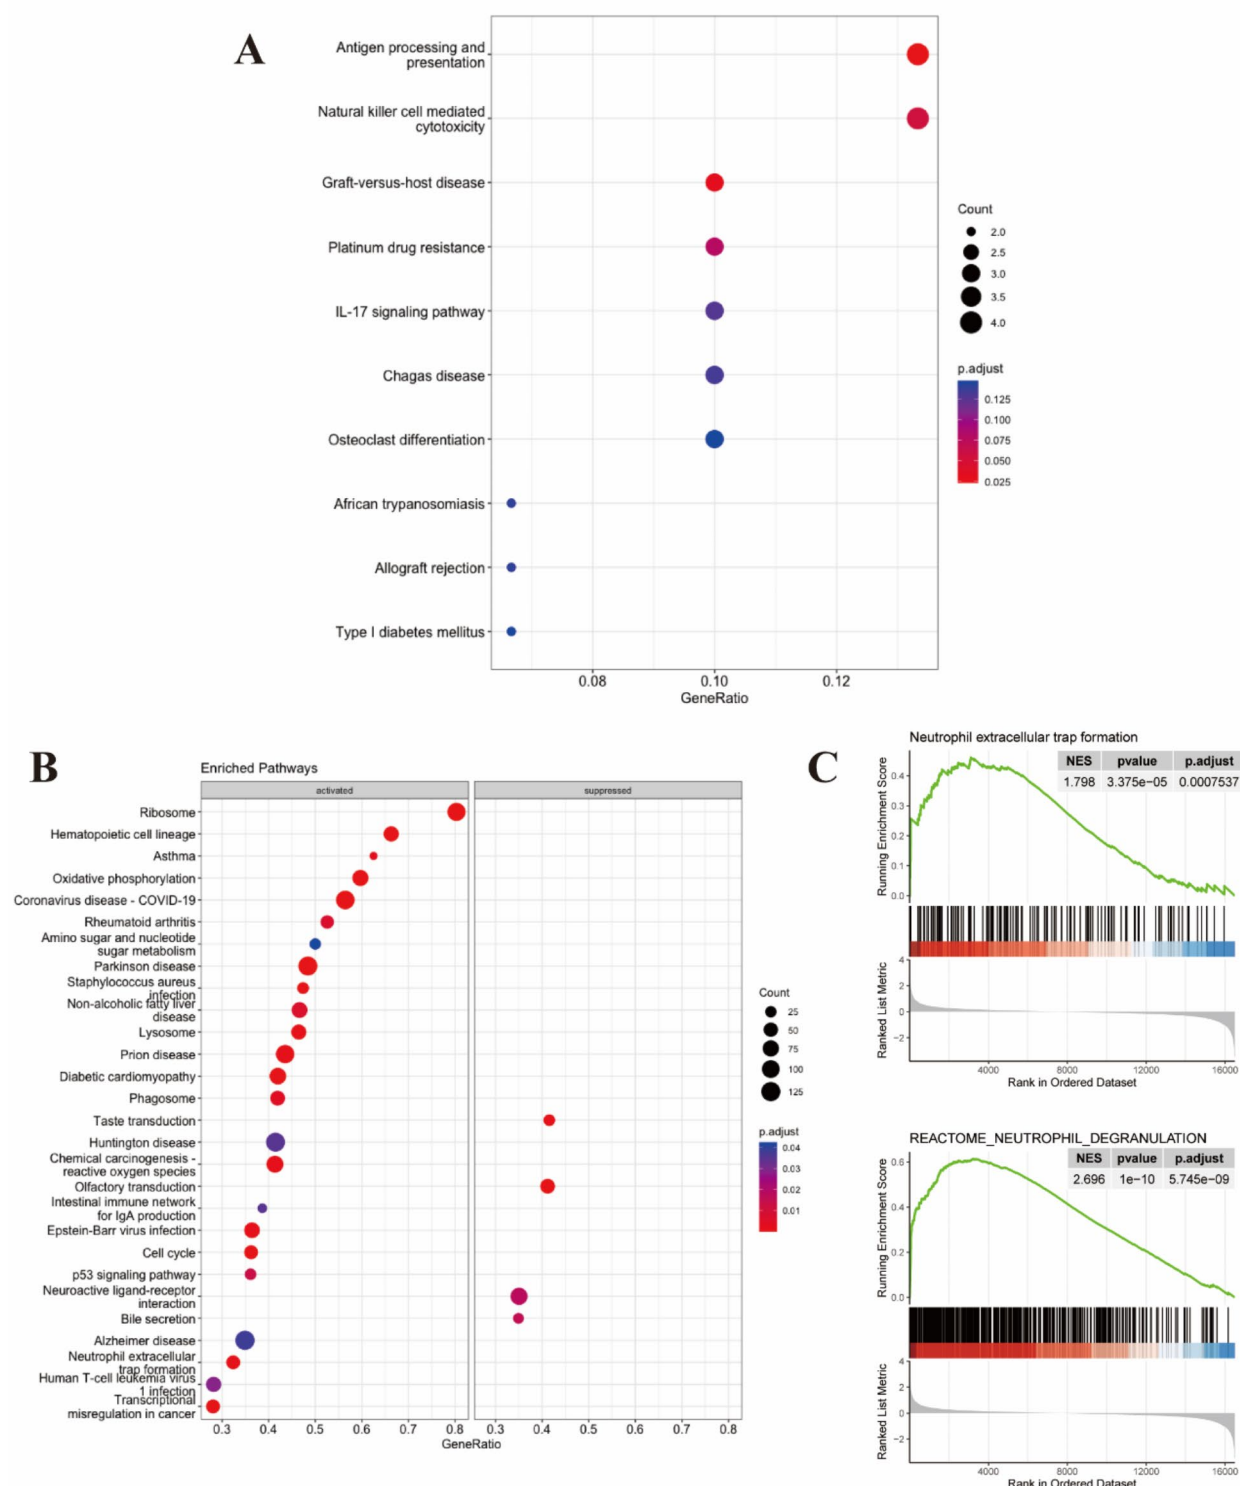 A
Antigen processing and
presentation
Natural killer cell mediated
cytotoxicity
Graft-versus-host disease
Platinum drug resistance
IL-17 signaling pathway
Chagas disease
Osteoclast differentiation
African trypanosomiasis
Allograft rejection
Type I diabetes mellitus
0.08 0.10 0.12
GeneRatio
Count
2.0
2.5
3.0
3.5
4.0
p.adjust
0.125
0.100
0.075
0.050
0.025
B
Enriched Pathways
activated suppressed
Ribosome
Hematopoietic cell lineage
Asthma
Oxidative phosphorylation
Coronavirus disease - COVID-19
Rheumatoid arthritis
Amino sugar and nucleotide
sugar metabolism
Parkinson disease
Staphylococcus aureus
infection
Non-alcoholic fatty liver
disease
Lysosome
Prion disease
Diabetic cardiomyopathy
Phagosome
Taste transduction
Huntington disease
Chemical carcinogenesis -
reactive oxygen species
Olfactory transduction
Intestinal immune network
for IgA production
Epstein-Barr virus infection
Cell cycle
p53 signaling pathway
Neuroactive ligand-receptor
interaction
Bile secretion
Alzheimer disease
Neutrophil extracellular
trap formation
Human T-cell leukemia virus
1 infection
Transcriptional
misregulation in cancer
0.3 0.4 0.5 0.6 0.7 0.8 0.3 0.4 0.5 0.6 0.7 0.8
GeneRatio
Count
25
50
75
100
125
p.adjust
0.04
0.03
0.02
0.01
C
Neutrophil extracellular trap formation
NES pvalue p.adjust
1.798 3.375e−05 0.0007537
Running Enrichment Score
0.4
0.3
0.2
0.1
0.0
Ranked List Metric
4
2
0
−2
4000 8000 12000 16000
Rank in Ordered Dataset
REACTOME_NEUTROPHIL_DEGRANULATION
NES pvalue p.adjust
2.696 1e−10 5.745e−09
Running Enrichment Score
0.6
0.4
0.2
0.0
Ranked List Metric
4
2
0
−2
4000 8000 12000 16000
Rank in Ordered Dataset